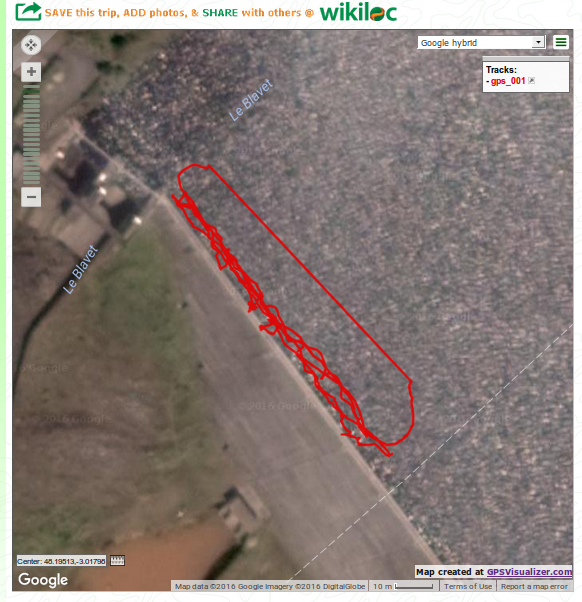 SAVE this trip, ADD photos, & SHARE with others @ wikiloc
Google hybrid
Tracks:
- gps_001
Le Blavet
Le Blavet
©2016 Google
©2016 Google
Center: 46.19513,-3.01796
Map created at GPSVisualizer.com
Google
Map data ©2016 Google Imagery ©2016 DigitalGlobe
10 m
Terms of Use
Report a map error